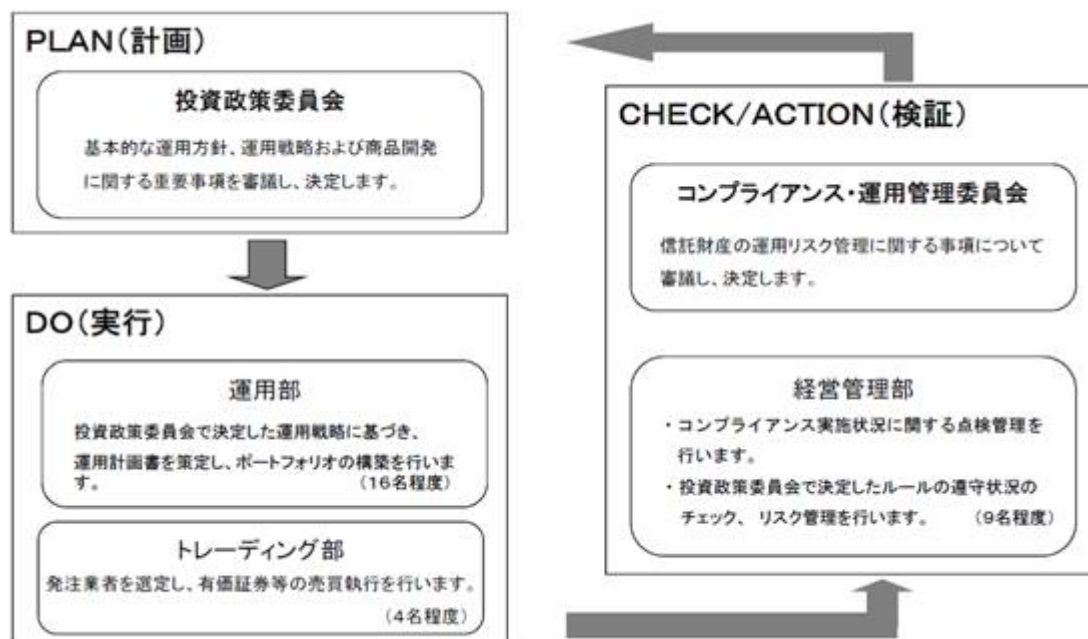 PLAN(計画)
投資政策委員会
基本的な運用方針、運用戦略および商品開発
に関する重要事項を審議し、決定します。
DO(実行)
運用部
投資政策委員会で決定した運用戦略に基づき、
運用計画書を策定し、ポートフォリオの構築を行いま
す。 (16名程度)
トレーディング部
発注業者を選定し、有価証券等の売買執行を行います。
(4名程度)
CHECK/ACTION(検証)
コンプライアンス・運用管理委員会
信託財産の運用リスク管理に関する事項について
審議し、決定します。
経営管理部
・コンプライアンス実施状況に関する点検管理を
行います。
・投資政策委員会で決定したルールの遵守状況の
チェック、リスク管理を行います。 (9名程度)